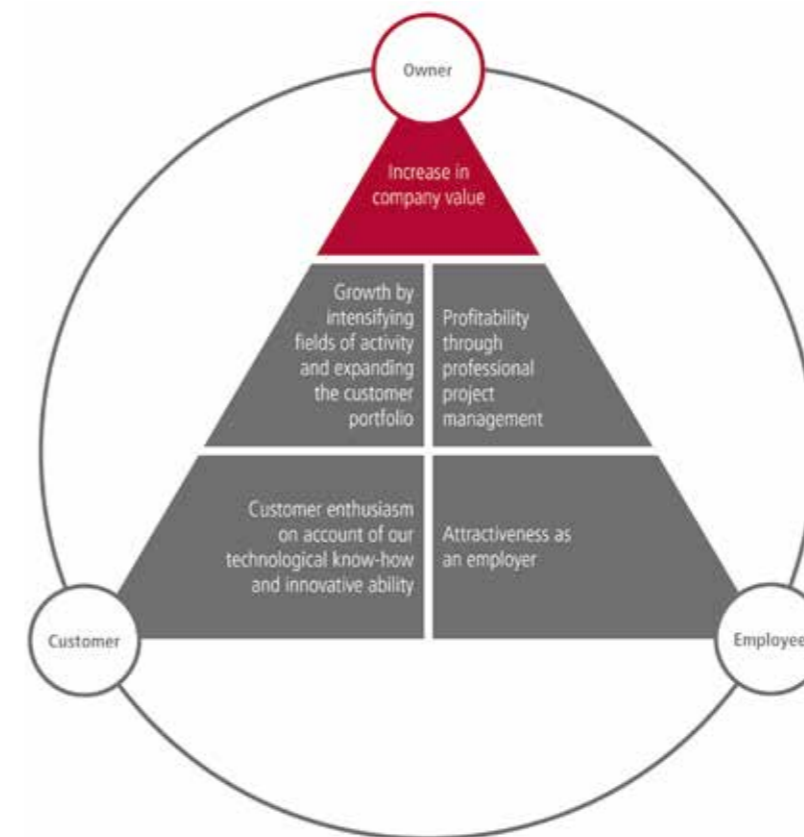 Owner
Increase in
company value
Growth by
intensifying
fields of activity
and expanding
the customer
portfolio
Profitability
through
professional
project
management
Customer enthusiasm
on account of our
technological know-how
and innovative ability
Attractiveness as
an employer
Customer
Employee